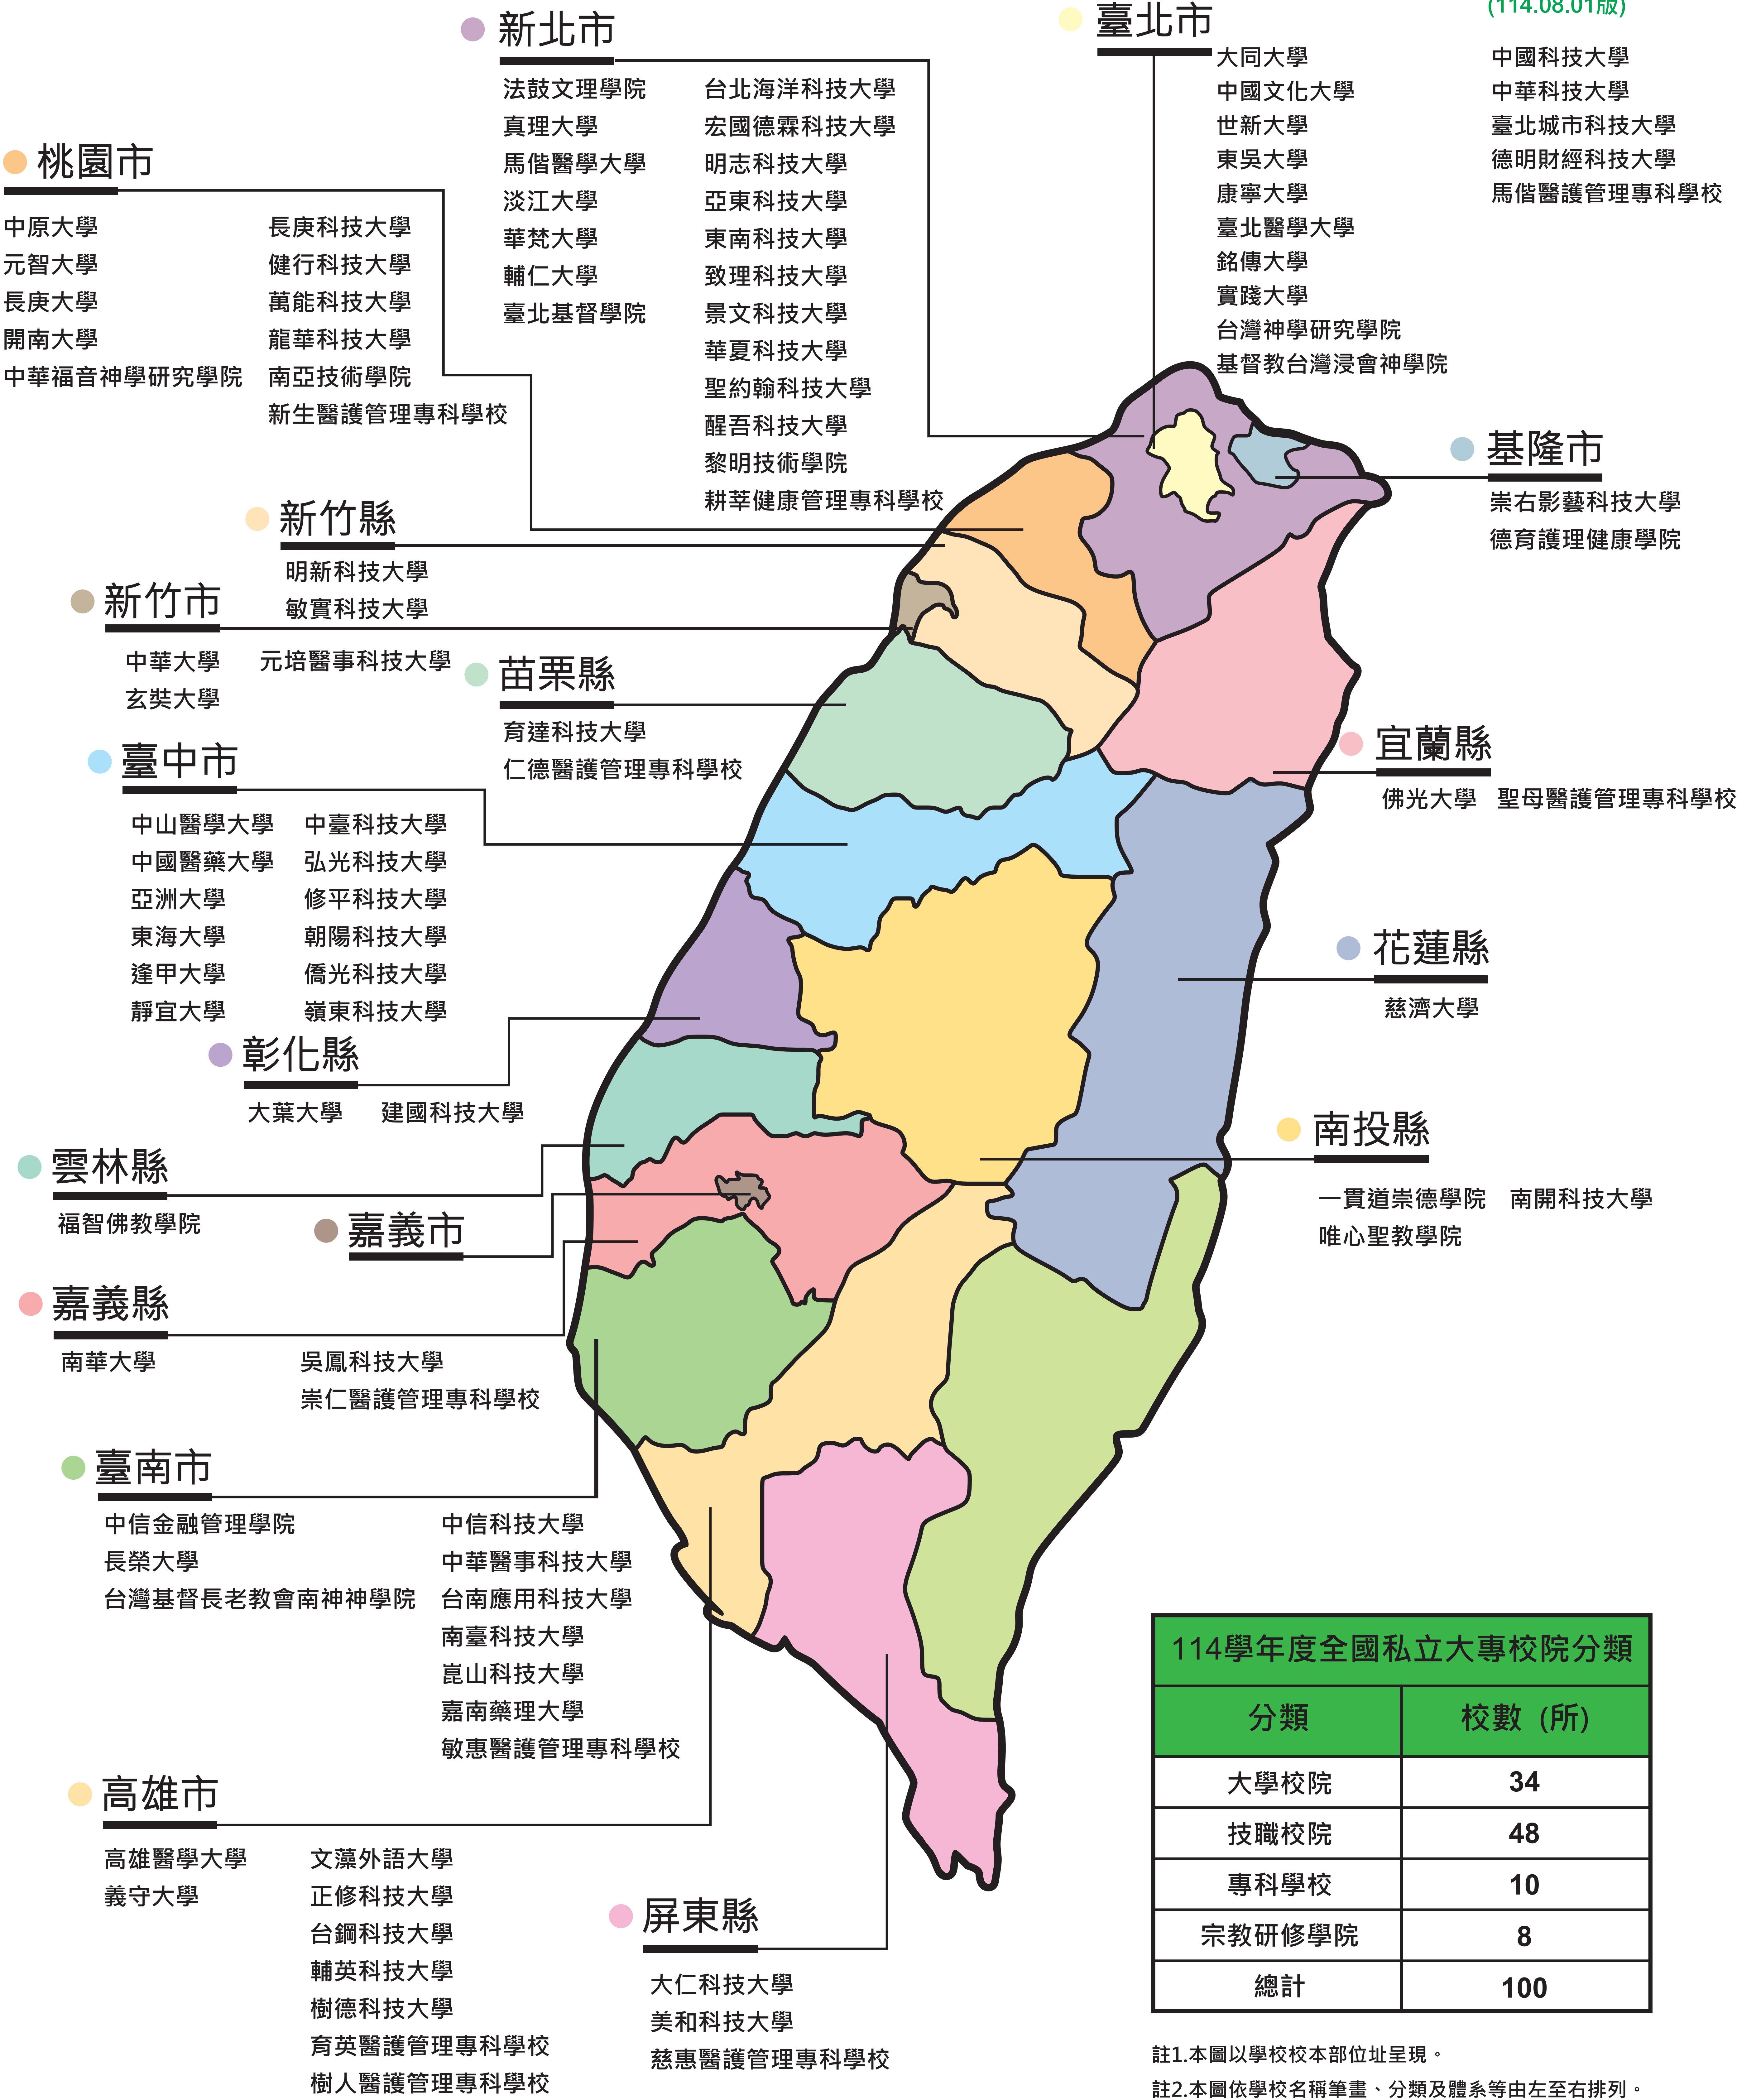 (114.08.01版)
新北市
法鼓文理學院
真理大學
馬偕醫學大學
淡江大學
華梵大學
輔仁大學
臺北基督學院
台北海洋科技大學
宏國德霖科技大學
明志科技大學
亞東科技大學
東南科技大學
致理科技大學
景文科技大學
華夏科技大學
聖約翰科技大學
醒吾科技大學
黎明技術學院
耕莘健康管理專科學校
臺北市
大同大學
中國文化大學
世新大學
東吳大學
康寧大學
臺北醫學大學
銘傳大學
實踐大學
台灣神學研究學院
基督教台灣浸會神學院
中國科技大學
中華科技大學
臺北城市科技大學
德明財經科技大學
馬偕醫護管理專科學校
桃園市
中原大學
元智大學
長庚大學
開南大學
中華福音神學研究學院
長庚科技大學
健行科技大學
萬能科技大學
龍華科技大學
南亞技術學院
新生醫護管理專科學校
基隆市
崇右影藝科技大學
德育護理健康學院
新竹縣
明新科技大學
敏實科技大學
新竹市
中華大學
玄奘大學
元培醫事科技大學
苗栗縣
育達科技大學
仁德醫護管理專科學校
宜蘭縣
佛光大學
聖母醫護管理專科學校
臺中市
中山醫學大學
中國醫藥大學
亞洲大學
東海大學
逢甲大學
靜宜大學
中臺科技大學
弘光科技大學
修平科技大學
朝陽科技大學
僑光科技大學
嶺東科技大學
花蓮縣
慈濟大學
彰化縣
大葉大學
建國科技大學
南投縣
一貫道崇德學院
唯心聖教學院
南開科技大學
雲林縣
福智佛教學院
嘉義市
嘉義縣
南華大學
吳鳳科技大學
崇仁醫護管理專科學校
臺南市
中信金融管理學院
長榮大學
台灣基督長老教會南神神學院
中信科技大學
中華醫事科技大學
台南應用科技大學
南臺科技大學
崑山科技大學
嘉南藥理大學
敏惠醫護管理專科學校
高雄市
高雄醫學大學
義守大學
文藻外語大學
正修科技大學
台鋼科技大學
輔英科技大學
樹德科技大學
育英醫護管理專科學校
樹人醫護管理專科學校
屏東縣
大仁科技大學
美和科技大學
慈惠醫護管理專科學校
114學年度全國私立大專校院分類
分類 校數 (所)
大學校院 34
技職校院 48
專科學校 10
宗教研修學院 8
總計 100
註1.本圖以學校校本部位址呈現。
註2.本圖依學校名稱筆畫、分類及體系等由左至右排列。